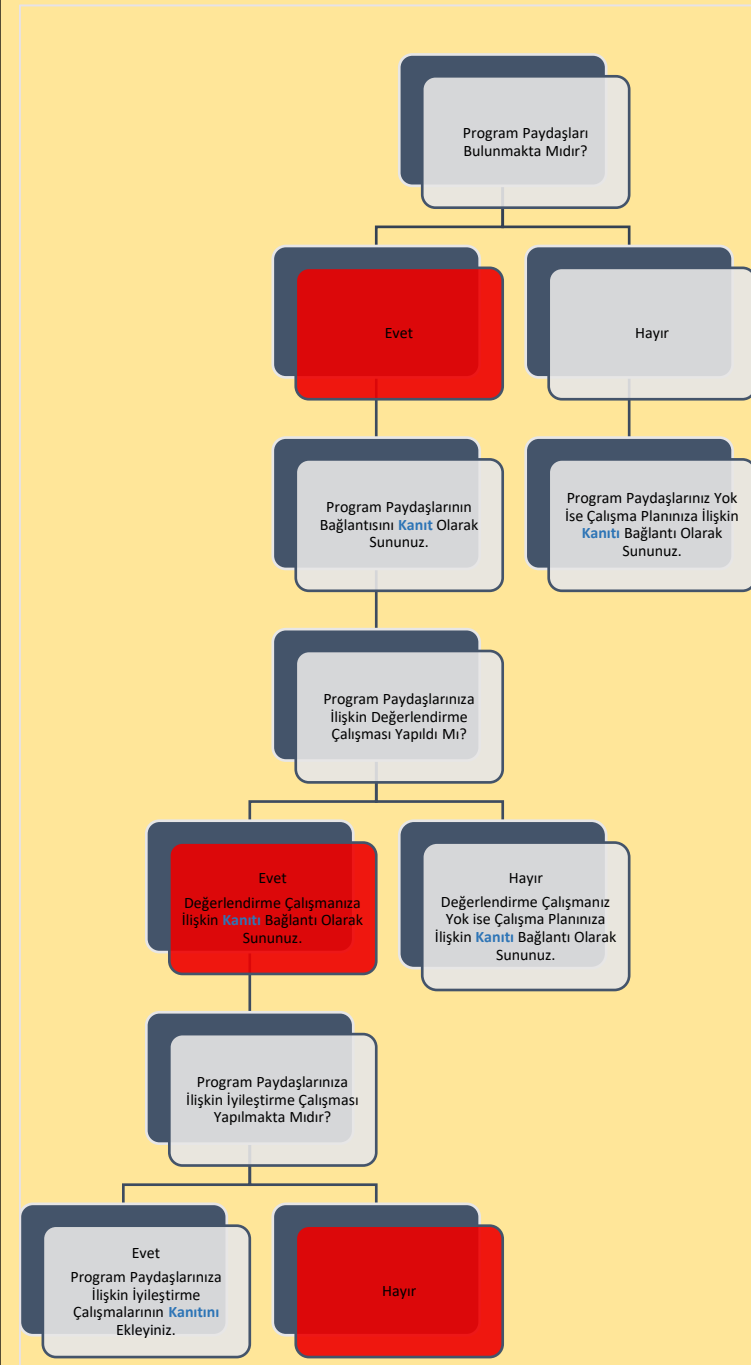 Program Paydaşları
Bulunmakta Mıdır?
Evet
Hayır
Program Paydaşlarının
Bağlantısını Kanıt Olarak
Sununuz.
Program Paydaşlarınız Yok
İse Çalışma Planınıza İlişkin
Kanıtı Bağlantı Olarak
Sununuz.
Program Paydaşlarınıza
İlişkin Değerlendirme
Çalışması Yapıldı Mı?
Evet
Değerlendirme Çalışmanıza
İlişkin Kanıtı Bağlantı Olarak
Sununuz.
Hayır
Değerlendirme Çalışmanız
Yok ise Çalışma Planınıza
İlişkin Kanıtı Bağlantı Olarak
Sununuz.
Program Paydaşlarınıza
İlişkin İyileştirme Çalışması
Yapılmakta Mıdır?
Evet
Program Paydaşlarınıza
İlişkin İyileştirme
Çalışmalarının Kanıtını
Ekleyiniz.
Hayır